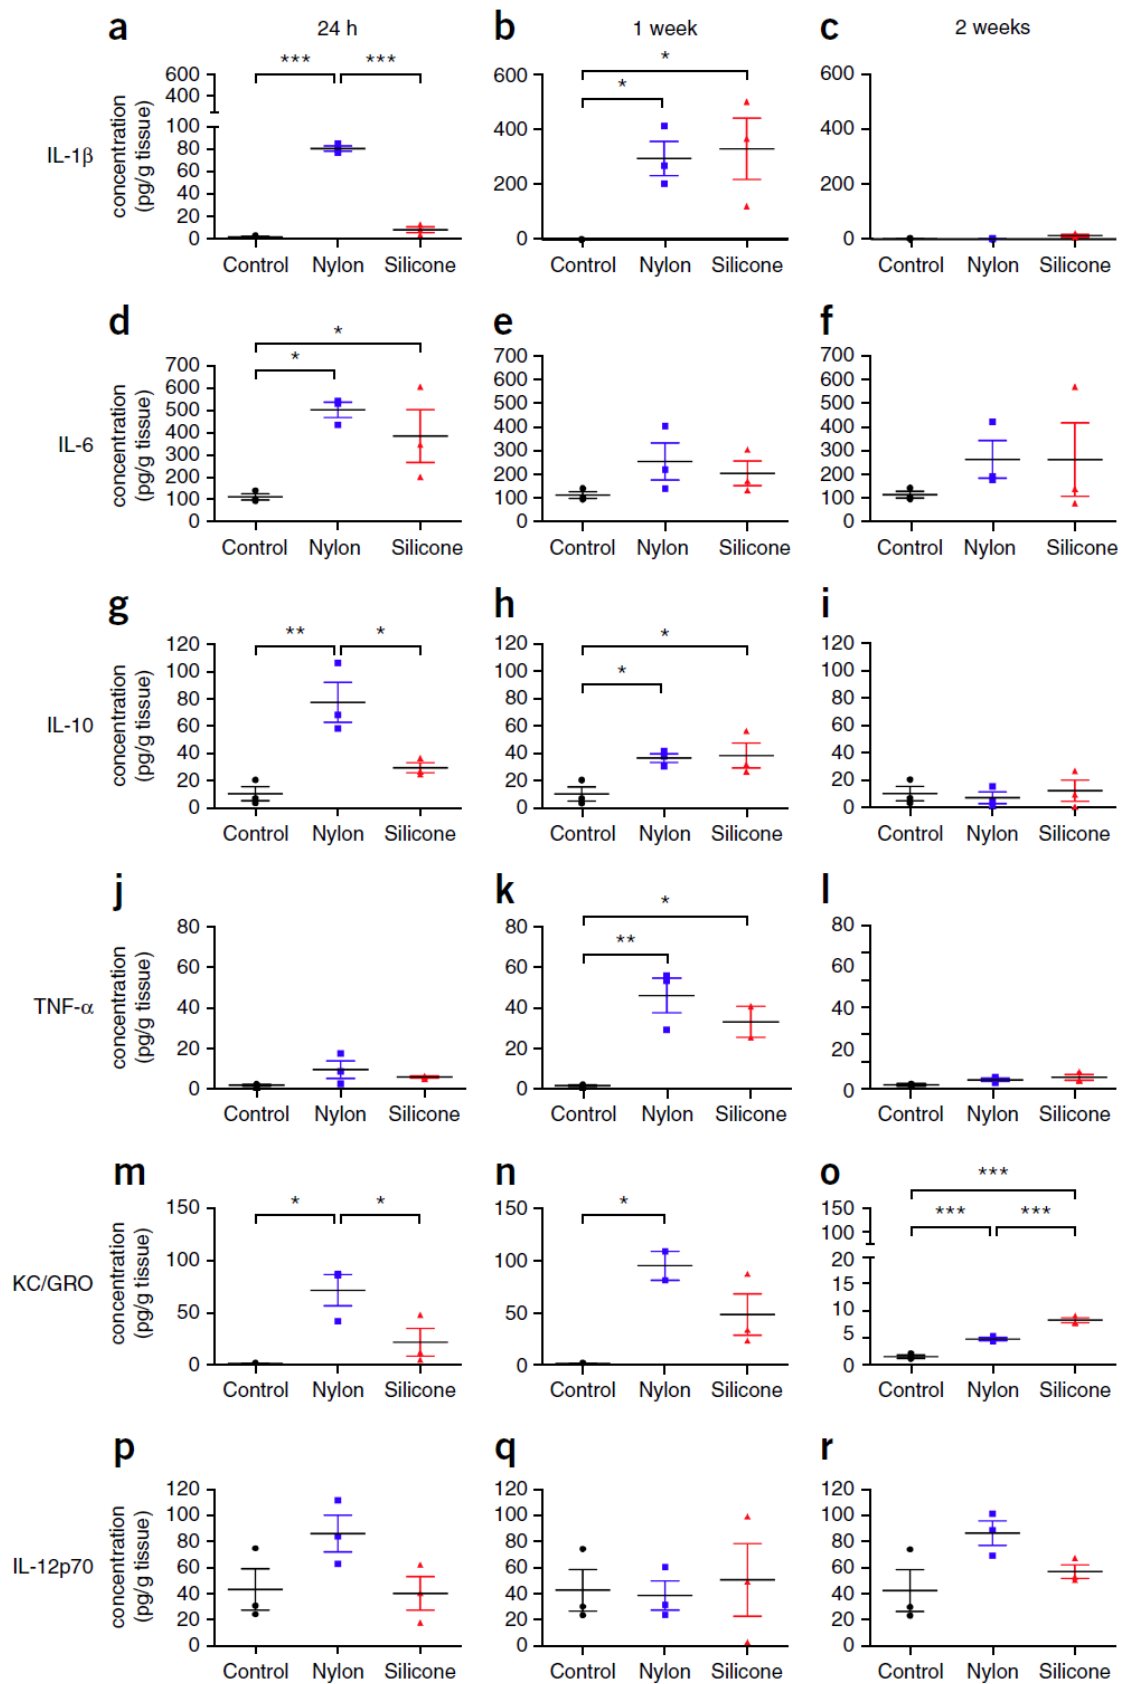 a 24 h b 1 week c 2 weeks
*** *** * * 
600 600 600
400 400 400
100 200 200
80 0 0
60
40
20
0
IL-1β
concentration
(pg/g tissue)
Control Nylon Silicone Control Nylon Silicone Control Nylon Silicone
d e f
* *
700 700 700
600 600 600
500 500 500
400 400 400
300 300 300
200 200 200
100 100 100
0 0 0
IL-6
concentration
(pg/g tissue)
Control Nylon Silicone Control Nylon Silicone Control Nylon Silicone
g h i
** * * *
120 120 120
100 100 100
80 80 80
60 60 60
40 40 40
20 20 20
0 0 0
IL-10
concentration
(pg/g tissue)
Control Nylon Silicone Control Nylon Silicone Control Nylon Silicone
j k l
* **
80 80 80
60 60 60
40 40 40
20 20 20
0 0 0
TNF-α
concentration
(pg/g tissue)
Control Nylon Silicone Control Nylon Silicone Control Nylon Silicone
m n o
* * * *** *** ***
150 150 150
100 100 100
50 50 20
0 0 15
10
5
0
KC/GRO
concentration
(pg/g tissue)
Control Nylon Silicone Control Nylon Silicone Control Nylon Silicone
p q r
120 120 120
100 100 100
80 80 80
60 60 60
40 40 40
20 20 20
0 0 0
IL-12p70
concentration
(pg/g tissue)
Control Nylon Silicone Control Nylon Silicone Control Nylon Silicone